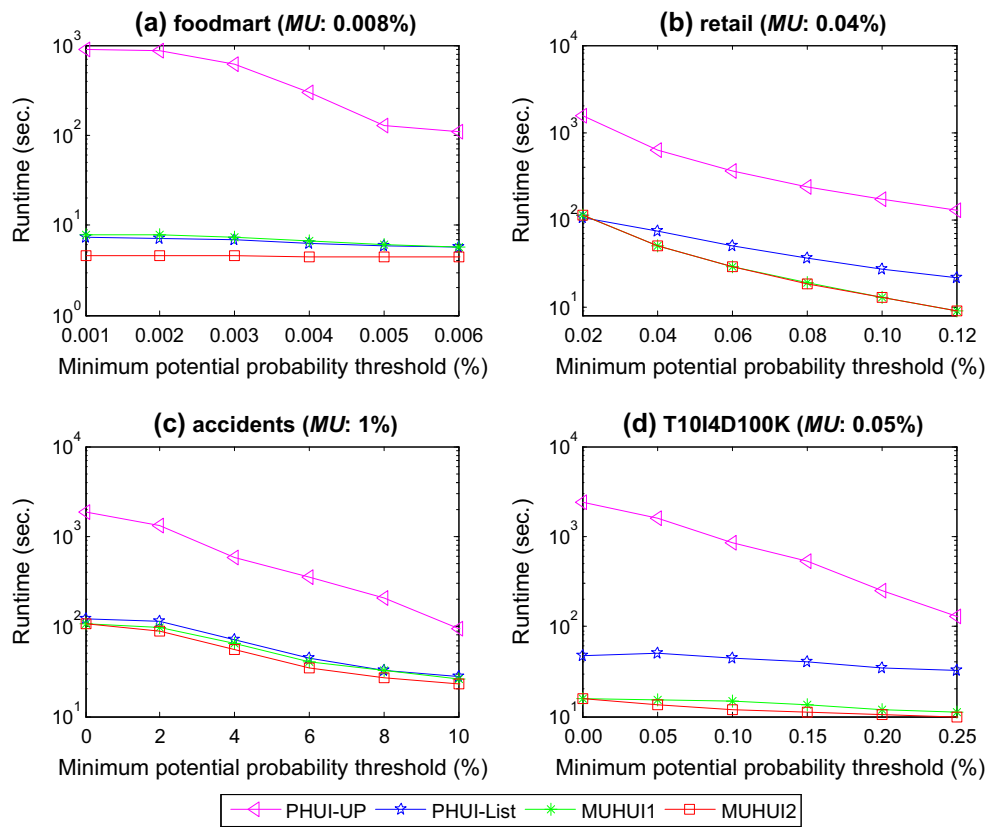 (a) foodmart (MU: 0.008%)
Runtime (sec.)
10^3
10^2
10^1
10^0
0.001 0.002 0.003 0.004 0.005 0.006
Minimum potential probability threshold (%)
(b) retail (MU: 0.04%)
Runtime (sec.)
10^4
10^3
10^2
10^1
0.02 0.04 0.06 0.08 0.10 0.12
Minimum potential probability threshold (%)
(c) accidents (MU: 1%)
Runtime (sec.)
10^4
10^3
10^2
10^1
0 2 4 6 8 10
Minimum potential probability threshold (%)
(d) T10I4D100K (MU: 0.05%)
Runtime (sec.)
10^4
10^3
10^2
10^1
0.00 0.05 0.10 0.15 0.20 0.25
Minimum potential probability threshold (%)
PHUI-UP PHUI-List MUHUI1 MUHUI2